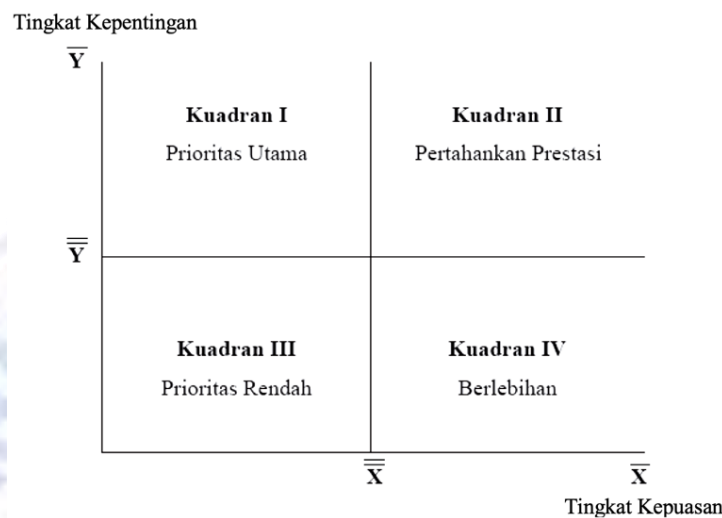 Tingkat Kepentingan
Y̅
Kuadran I
Prioritas Utama
Kuadran II
Pertahankan Prestasi
Y̿
Kuadran III
Prioritas Rendah
Kuadran IV
Berlebihan
X̿
X̅
Tingkat Kepuasan